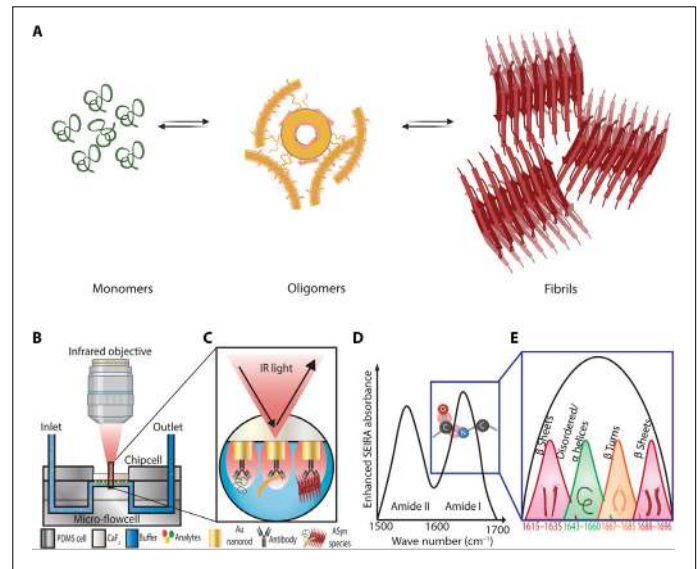 A
Monomers
Oligomers
Fibrils
B
C
D
E
Infrared objective
Inlet
Outlet
Chipcell
Micro-flowcell
IR light
Enhanced SEIRA absorbance
O
C
N
C
Amide II
Amide I
1500
1600
1700
Wave number (cm⁻¹)
β Sheets
Disordered/
α helices
β Turns
β Sheets
1615–1635
1643–1660
1667–1685
1688–1696
PDMS cell
CaF₂
Buffer
Analytes
Au
nanorod
Antibody
ASyn
species